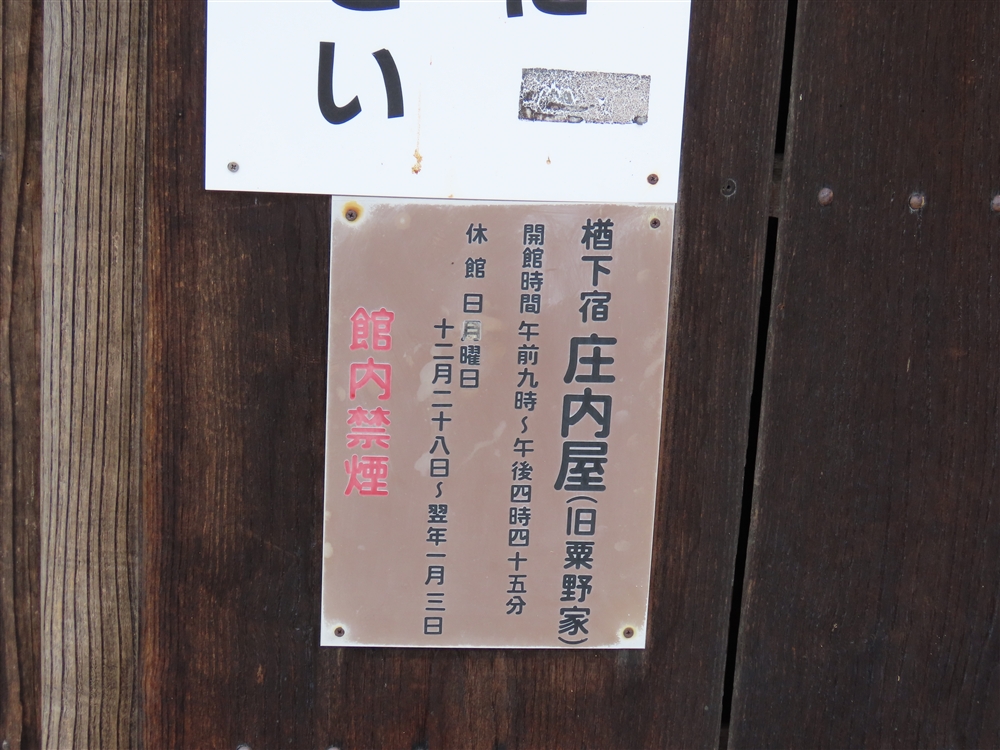 い
楢下宿 庄内屋(旧粟野家)
開館時間 午前九時～午後四時四十五分
休館日 月曜日
十二月二十八日～翌年一月三日
館内禁煙